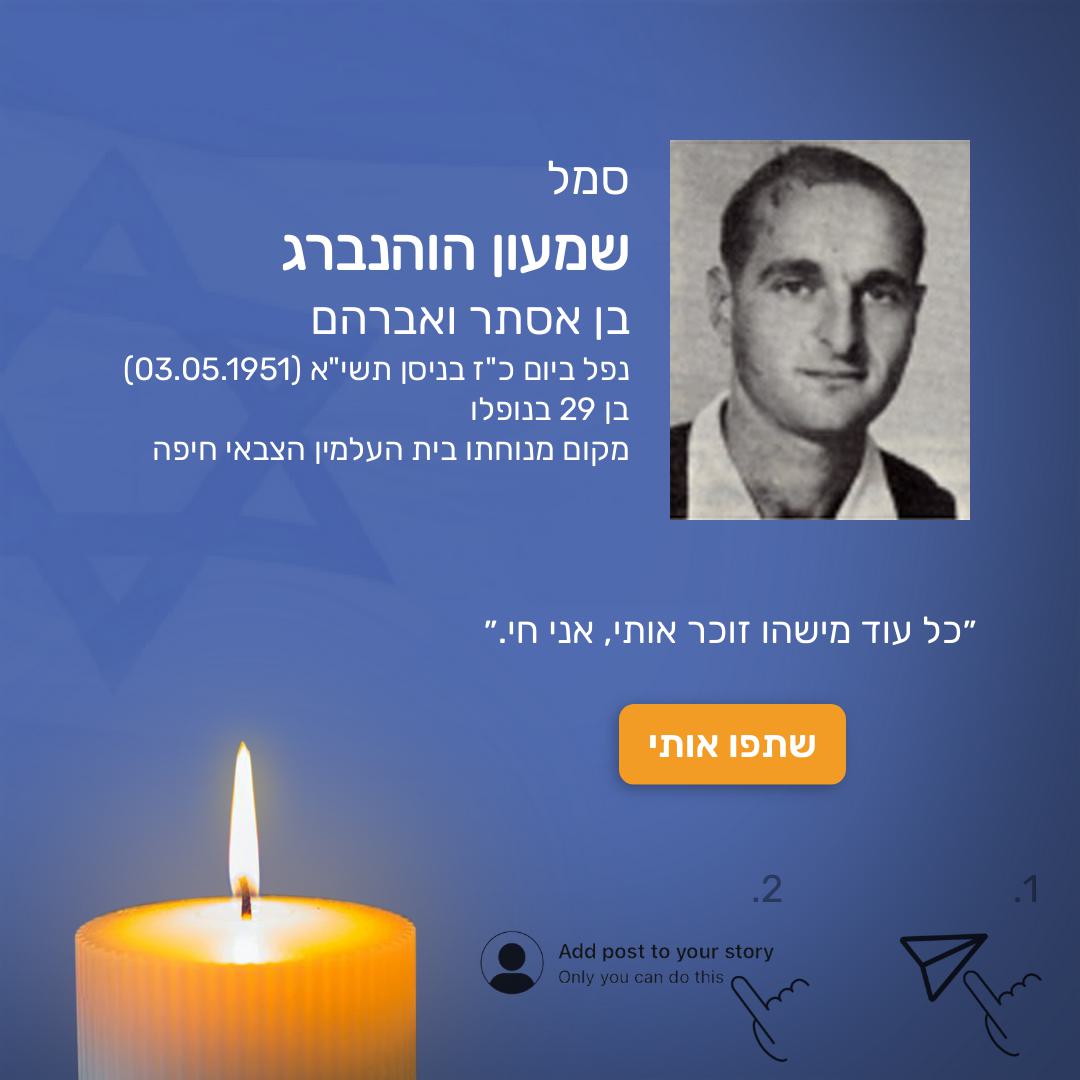 סמל
שמעון הוהנברג
בן אסתר ואברהם
נפל ביום כ"ז בניסן תשי"א (03.05.1951)
בן 29 בנופלו
מקום מנוחתו בית העלמין הצבאי חיפה
״כל עוד מישהו זוכר אותי, אני חי.״
שתפו אותי
1.
2.
Add post to your story
Only you can do this